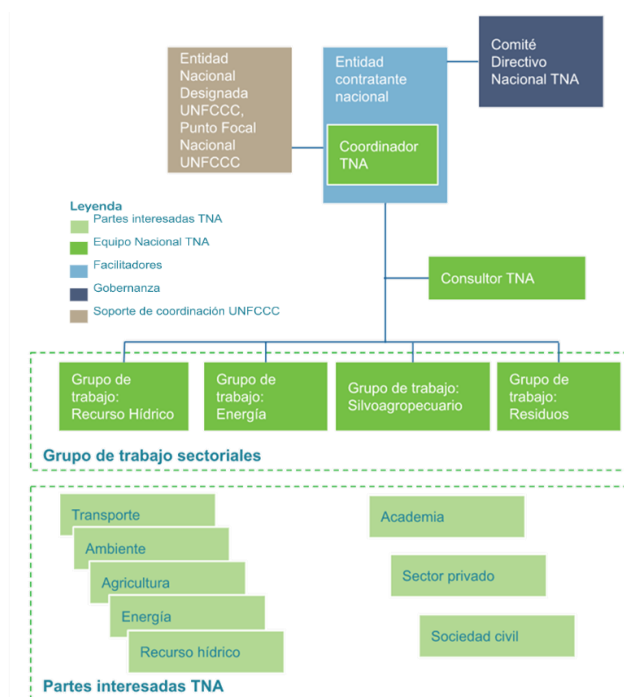 Entidad
Nacional
Designada
UNFCCC,
Punto Focal
Nacional
UNFCCC
Entidad
contratante
nacional
Coordinador
TNA
Comité
Directivo
Nacional TNA
Leyenda
Partes interesadas TNA
Equipo Nacional TNA
Facilitadores
Gobernanza
Soporte de coordinación UNFCCC
Consultor TNA
Grupo de
trabajo:
Recurso Hídrico
Grupo de
trabajo:
Energía
Grupo de trabajo:
Silvoagropecuario
Grupo de
trabajo:
Residuos
Grupo de trabajo sectoriales
Transporte
Ambiente
Agricultura
Energía
Recurso hídrico
Academia
Sector privado
Sociedad civil
Partes interesadas TNA